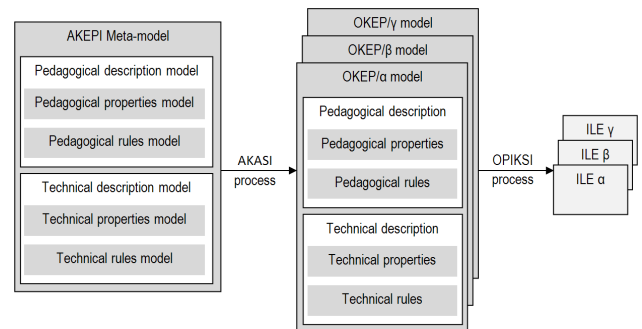 AKEPI Meta-model
Pedagogical description model
Pedagogical properties model
Pedagogical rules model
Technical description model
Technical properties model
Technical rules model
AKASI
process
OKEP/γ model
OKEP/β model
OKEP/α model
Pedagogical description
Pedagogical properties
Pedagogical rules
Technical description
Technical properties
Technical rules
OPIKSI
process
ILE γ
ILE β
ILE α